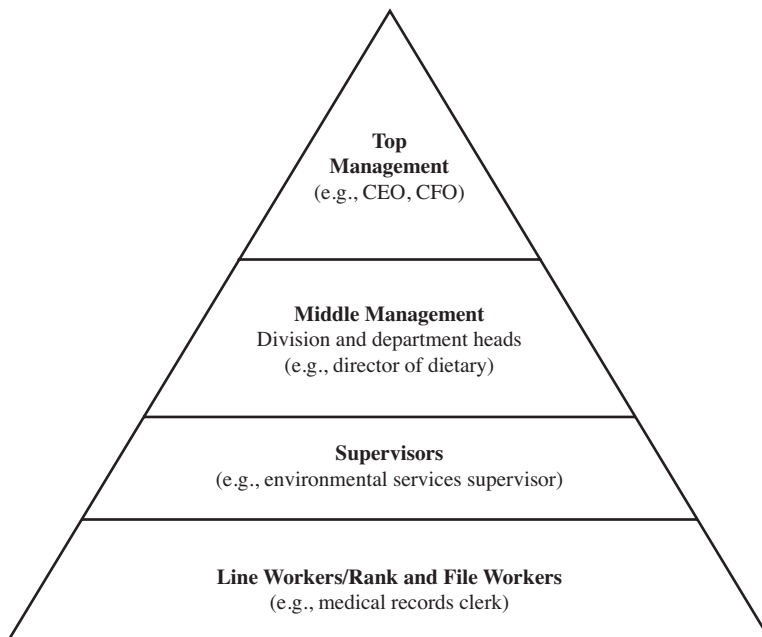 Top
Management
(e.g., CEO, CFO)
Middle Management
Division and department heads
(e.g., director of dietary)
Supervisors
(e.g., environmental services supervisor)
Line Workers/Rank and File Workers
(e.g., medical records clerk)